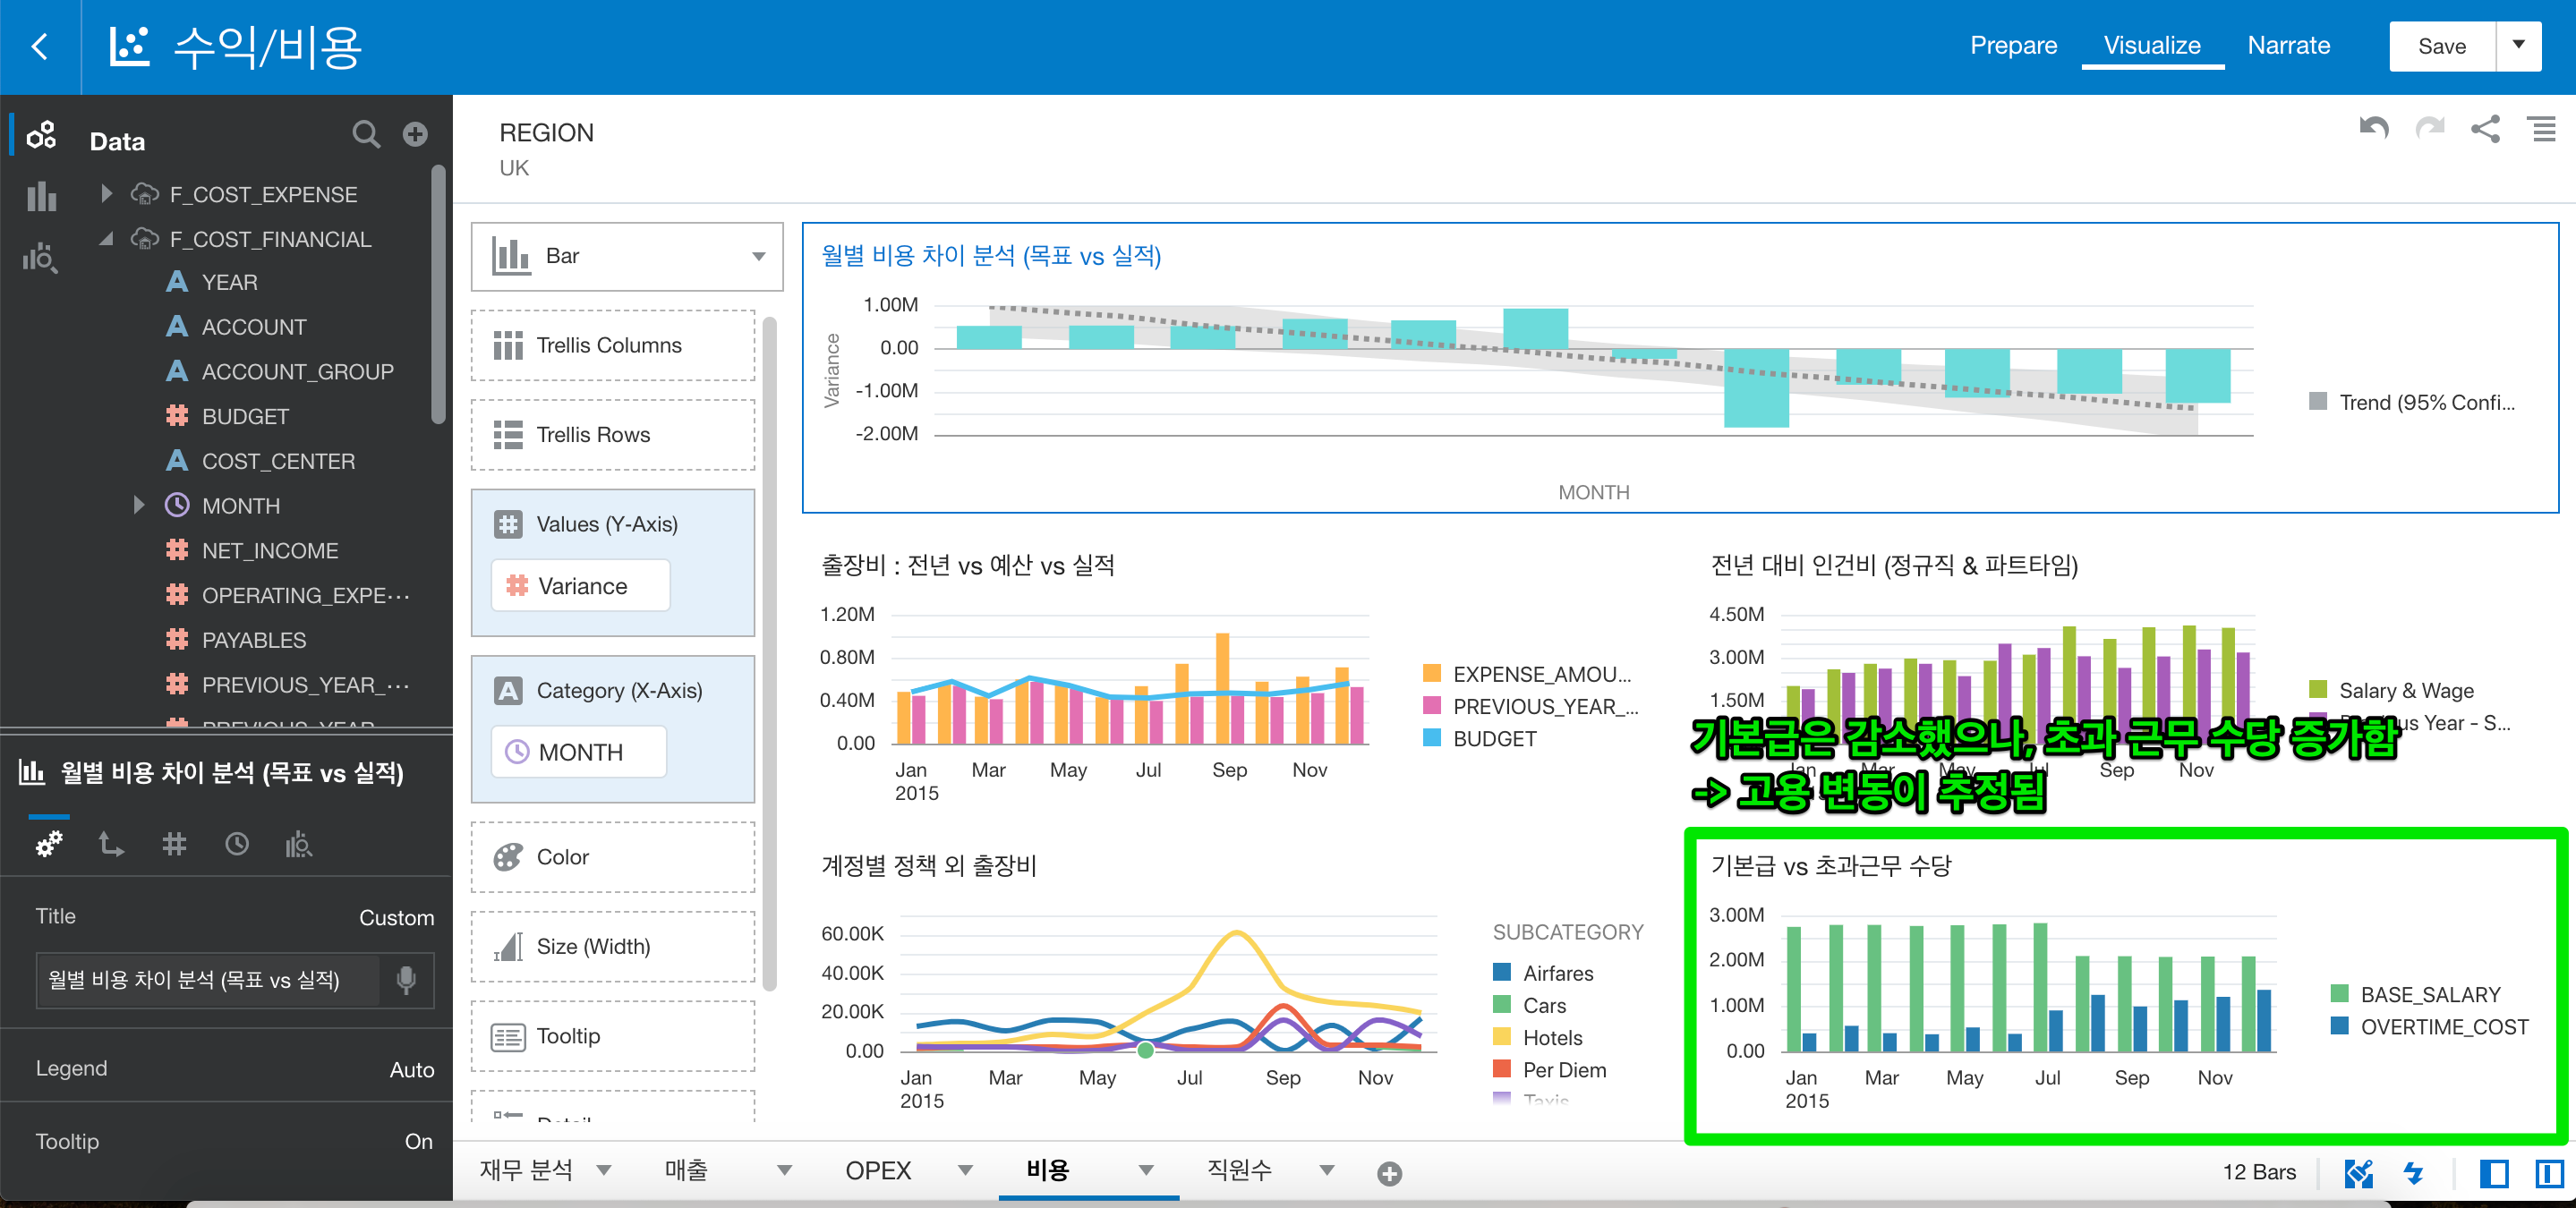 수익/비용
Prepare
Visualize
Narrate
Save
Data
F_COST_EXPENSE
F_COST_FINANCIAL
YEAR
ACCOUNT
ACCOUNT_GROUP
BUDGET
COST_CENTER
MONTH
NET_INCOME
OPERATING_EXPE...
PAYABLES
PREVIOUS_YEAR_...
월별 비용 차이 분석 (목표 vs 실적)
Title
Custom
월별 비용 차이 분석 (목표 vs 실적)
Legend
Auto
Tooltip
On
REGION
UK
Bar
Trellis Columns
Trellis Rows
Values (Y-Axis)
Variance
Category (X-Axis)
MONTH
Color
Size (Width)
Tooltip
월별 비용 차이 분석 (목표 vs 실적)
Variance
1.00M
0.00
-1.00M
-2.00M
MONTH
Trend (95% Confi...
출장비 : 전년 vs 예산 vs 실적
1.20M
0.80M
0.40M
0.00
Jan Mar May Jul Sep Nov
2015
EXPENSE_AMOU...
PREVIOUS_YEAR_...
BUDGET
전년 대비 인건비 (정규직 & 파트타임)
4.50M
3.00M
1.50M
Sep Nov
Salary & Wage
기본급은 감소했으나, 초과 근무 수당 증가함
-> 고용 변동이 추정됨
계정별 정책 외 출장비
60.00K
40.00K
20.00K
0.00
Jan Mar May Jul Sep Nov
2015
SUBCATEGORY
Airfares
Cars
Hotels
Per Diem
Taxis
기본급 vs 초과근무 수당
3.00M
2.00M
1.00M
0.00
Jan Mar May Jul Sep Nov
2015
BASE_SALARY
OVERTIME_COST
재무 분석
매출
OPEX
비용
직원수
12 Bars